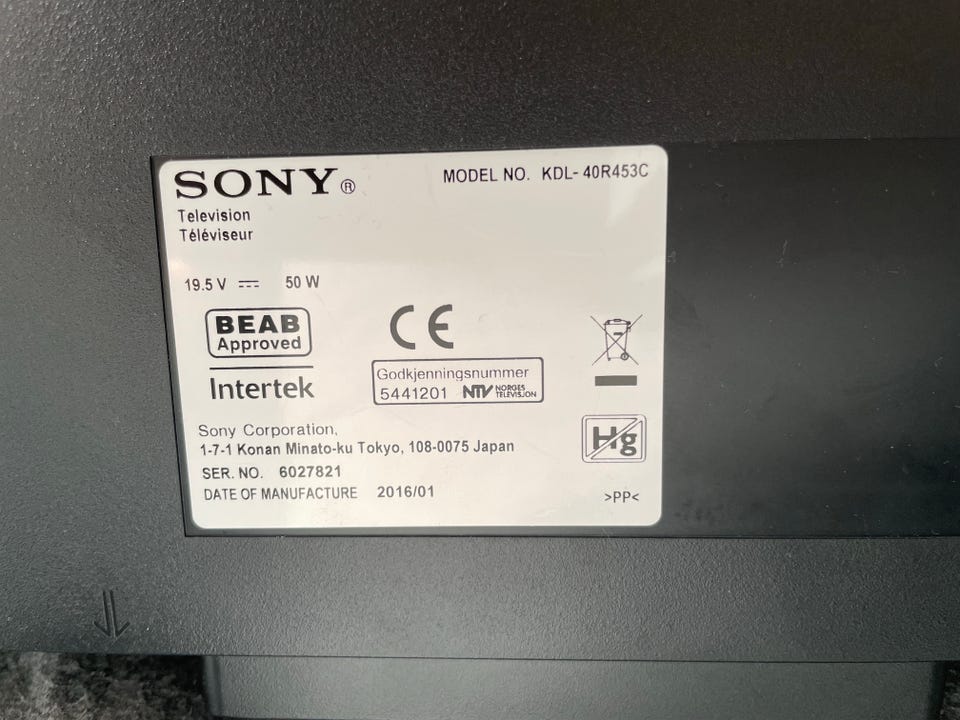 SONY®
MODEL NO. KDL- 40R453C
Television
Téléviseur
19.5 V ⎓ 50 W
BEAB
Approved
Intertek
CE
Godkjenningsnummer
5441201 NTV NORGES
TELEVISJON
Hg
Sony Corporation,
1-7-1 Konan Minato-ku Tokyo, 108-0075 Japan
SER. NO. 6027821
DATE OF MANUFACTURE 2016/01
>PP<